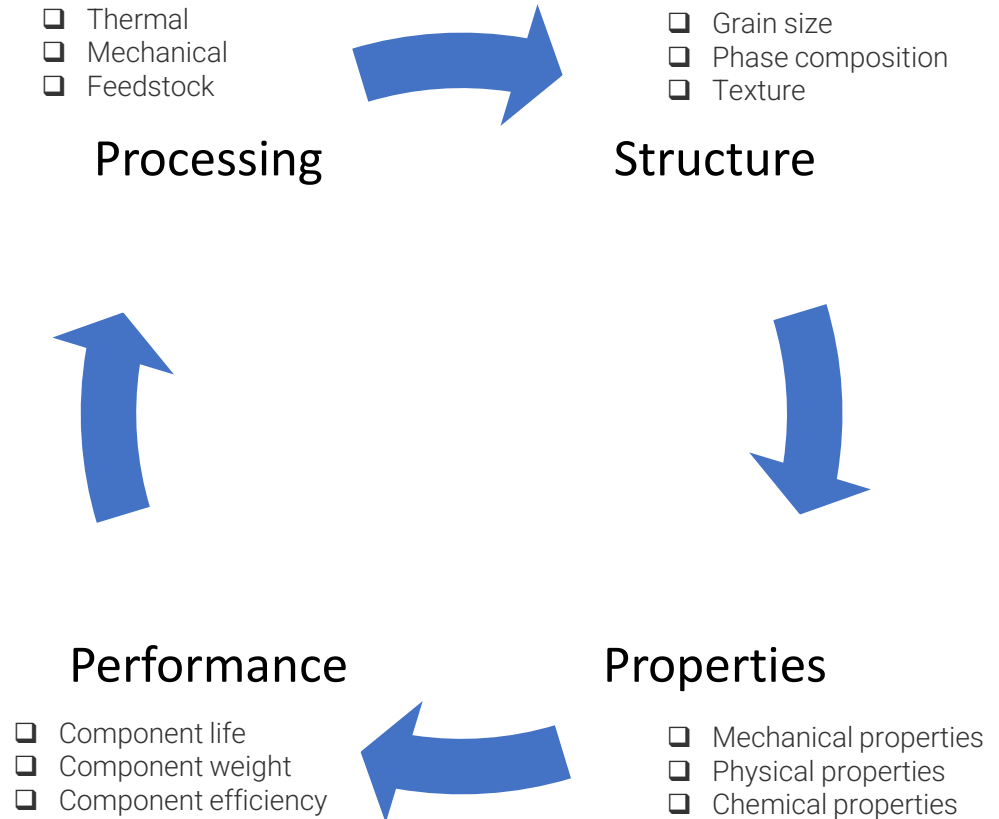 Thermal
Mechanical
Feedstock
Processing
Grain size
Phase composition
Texture
Structure
Performance
Component life
Component weight
Component efficiency
Properties
Mechanical properties
Physical properties
Chemical properties